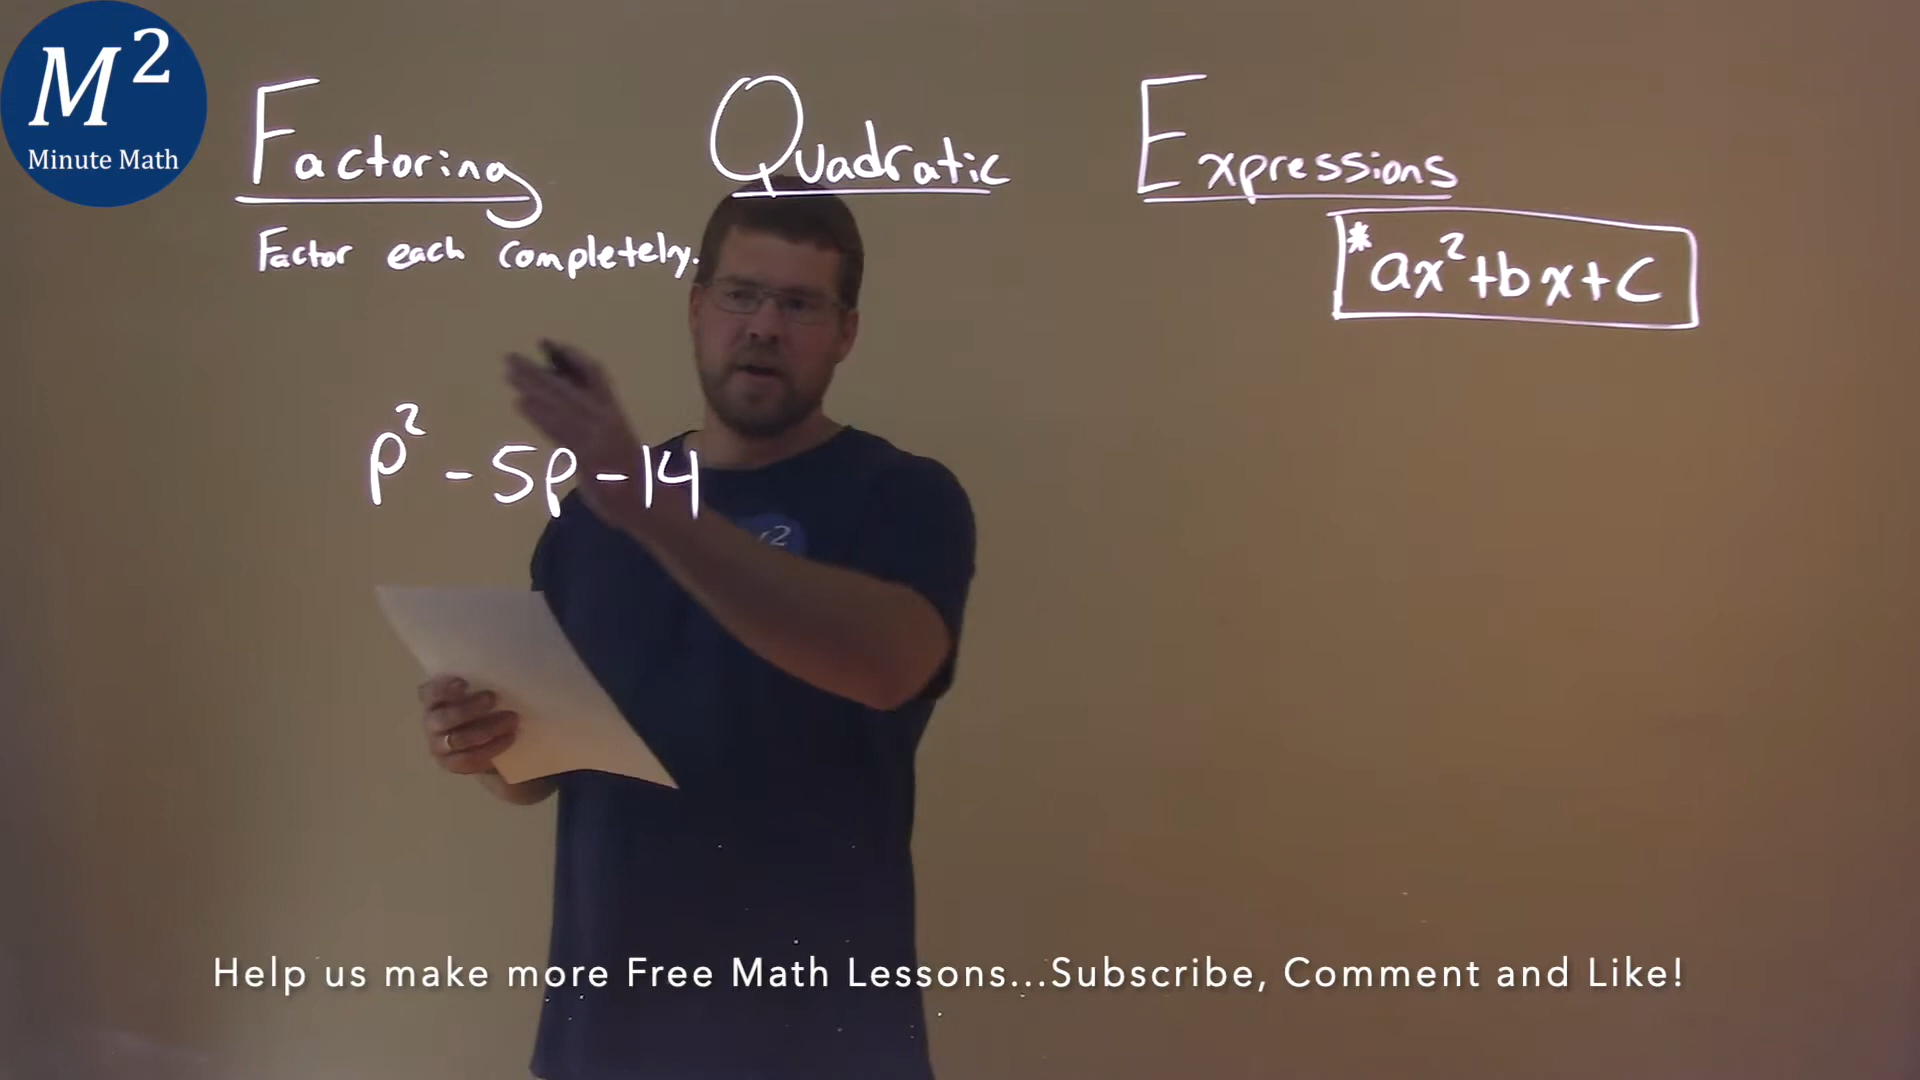 M²
Minute Math
Factoring Quadratic Expressions
Factor each completely.
*ax²+bx+c
p² - 5p - 14
Help us make more Free Math Lessons...Subscribe, Comment and Like!